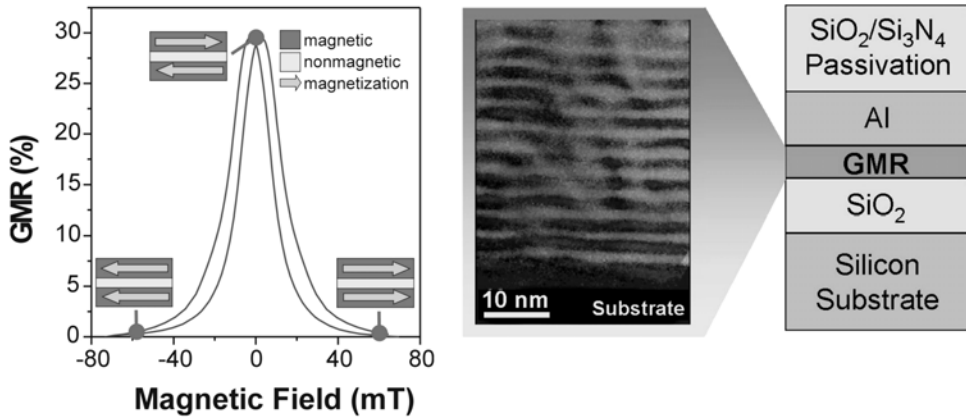 GMR (%)
30
25
20
15
10
5
0
-80
-40
0
40
80
Magnetic Field (mT)
magnetic
nonmagnetic
magnetization
10 nm
Substrate
SiO₂/Si₃N₄
Passivation
Al
GMR
SiO₂
Silicon
Substrate